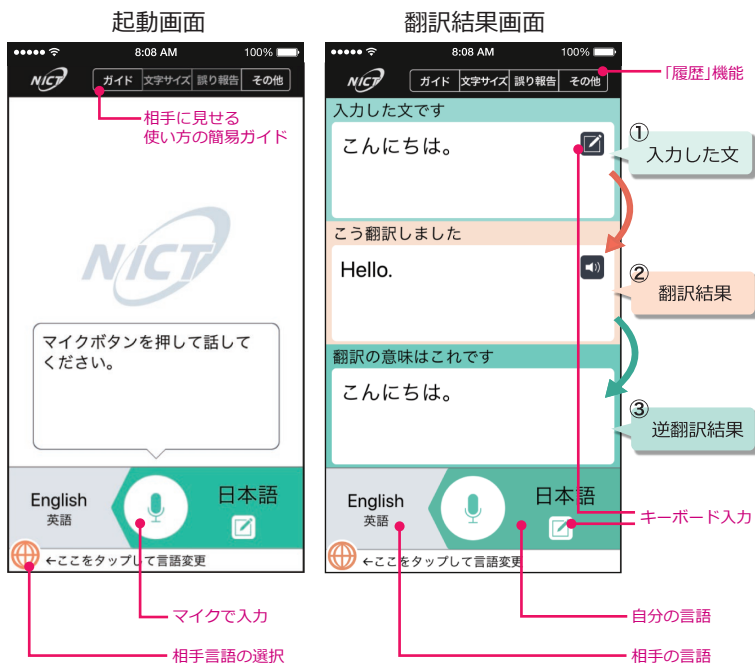 起動画面
8:08 AM
100%
NICT
ガイド
文字サイズ
誤り報告
その他
相手に見せる
使い方の簡易ガイド
NICT
マイクボタンを押して話して
ください。
English
英語
日本語
←ここをタップして言語変更
マイクで入力
相手言語の選択
翻訳結果画面
8:08 AM
100%
NICT
ガイド
文字サイズ
誤り報告
その他
「履歴」機能
入力した文です
こんにちは。
①
入力した文
こう翻訳しました
Hello.
②
翻訳結果
翻訳の意味はこれです
こんにちは。
③
逆翻訳結果
English
英語
日本語
キーボード入力
←ここをタップして言語変更
自分の言語
相手の言語